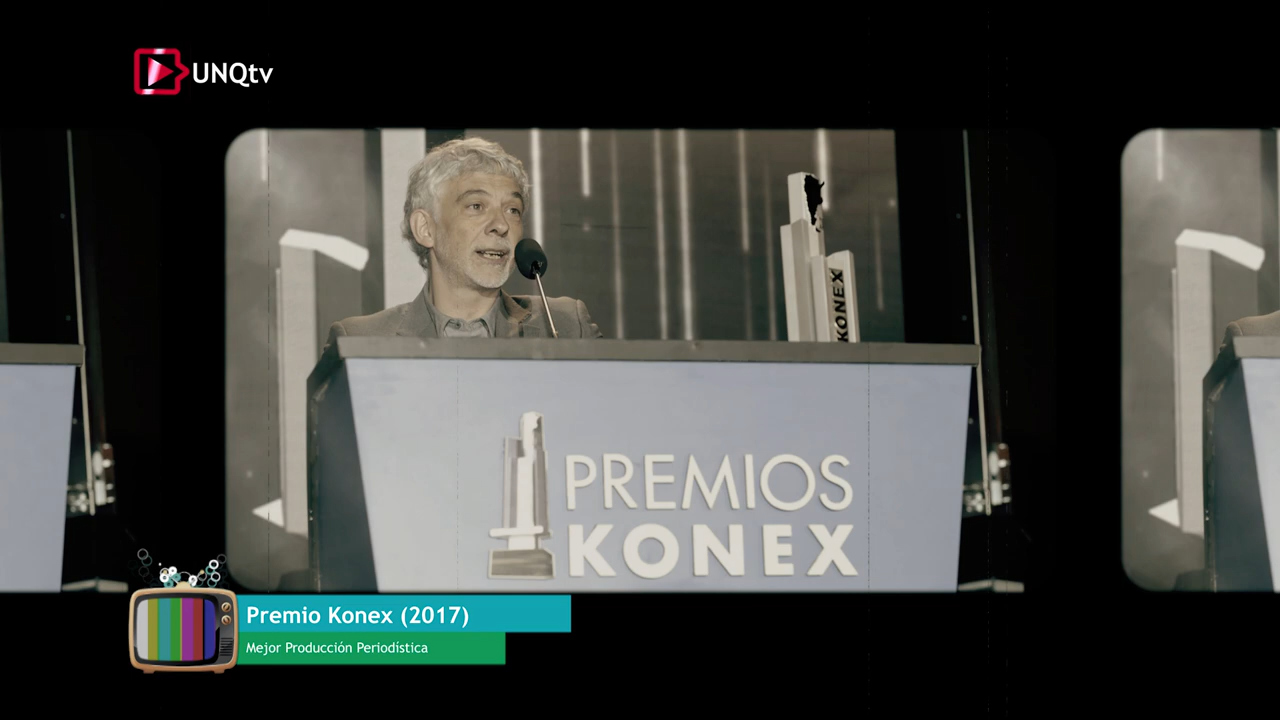 UNQtv
KONEX
PREMIOS
KONEX
Premio Konex (2017)
Mejor Producción Periodística